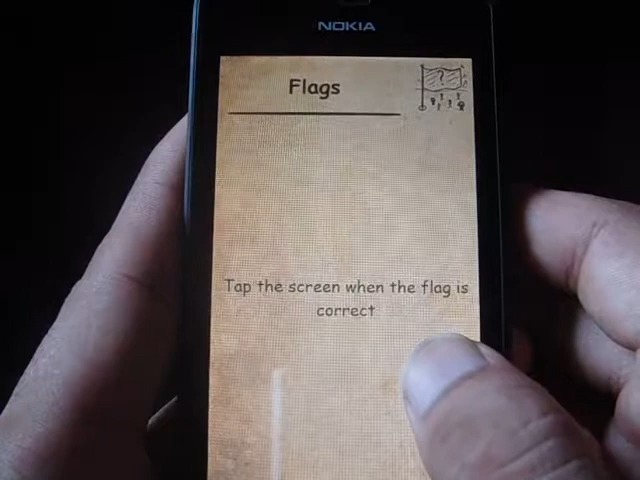 NOKIA
Flags
?
Tap the screen when the flag is
correct